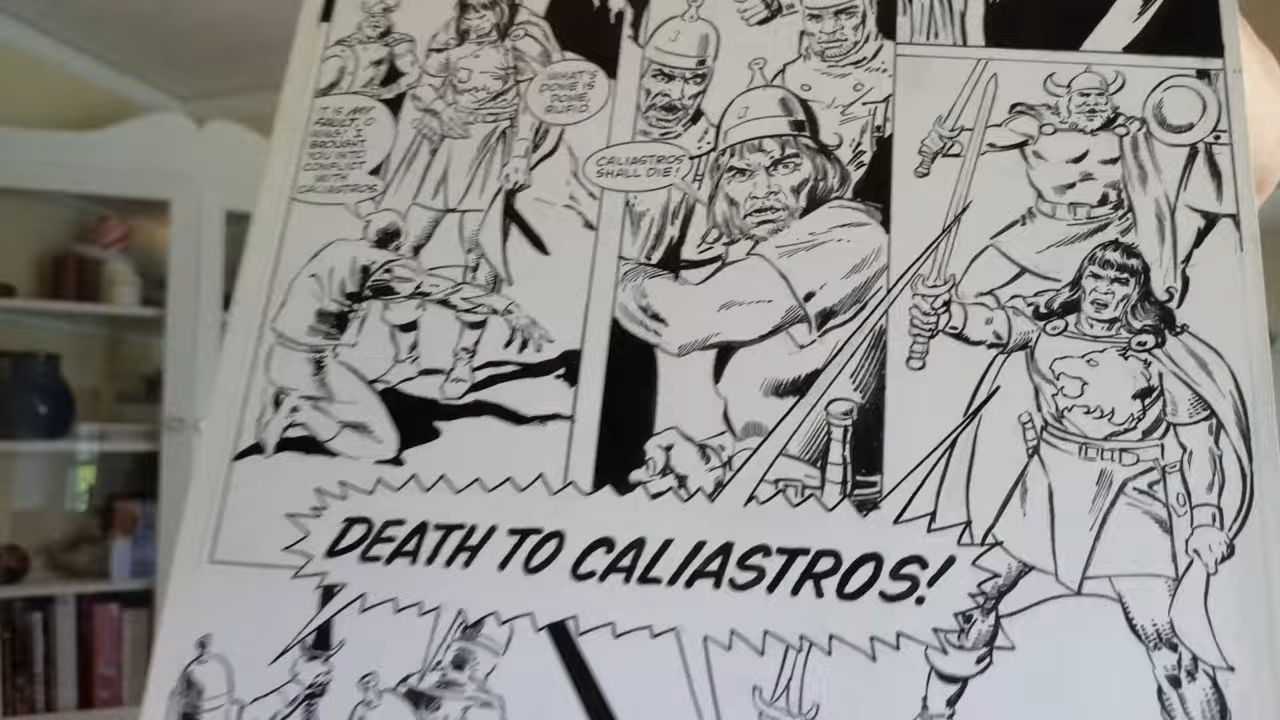 IT IS MY
FAULT, O
KING! I
BROUGHT
YOU INTO
CONFLICT
WITH
CALIASTROS.
WHAT'S
DONE IS
DONE,
RUFIO
CALIASTROS
SHALL DIE!
DEATH TO CALIASTROS!